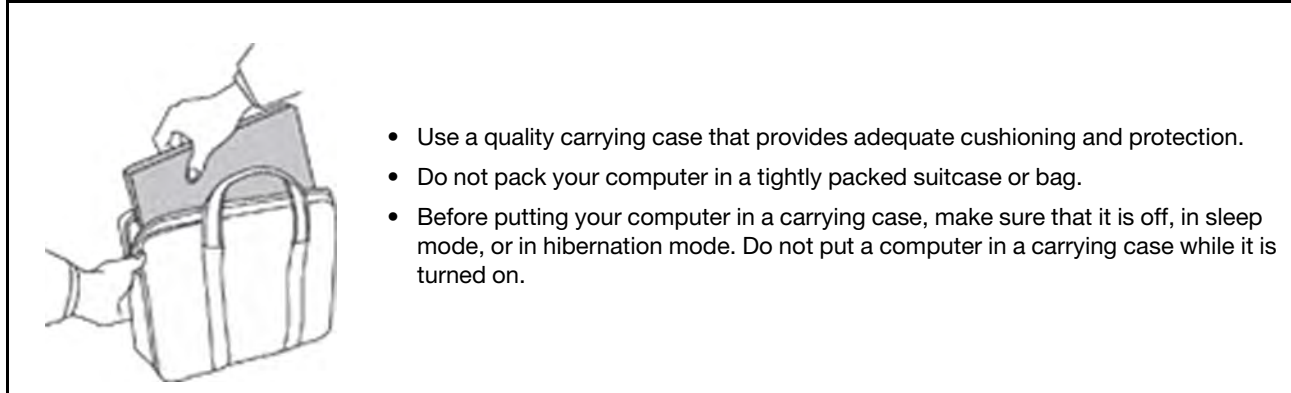 • Use a quality carrying case that provides adequate cushioning and protection.
• Do not pack your computer in a tightly packed suitcase or bag.
• Before putting your computer in a carrying case, make sure that it is off, in sleep
mode, or in hibernation mode. Do not put a computer in a carrying case while it is
turned on.